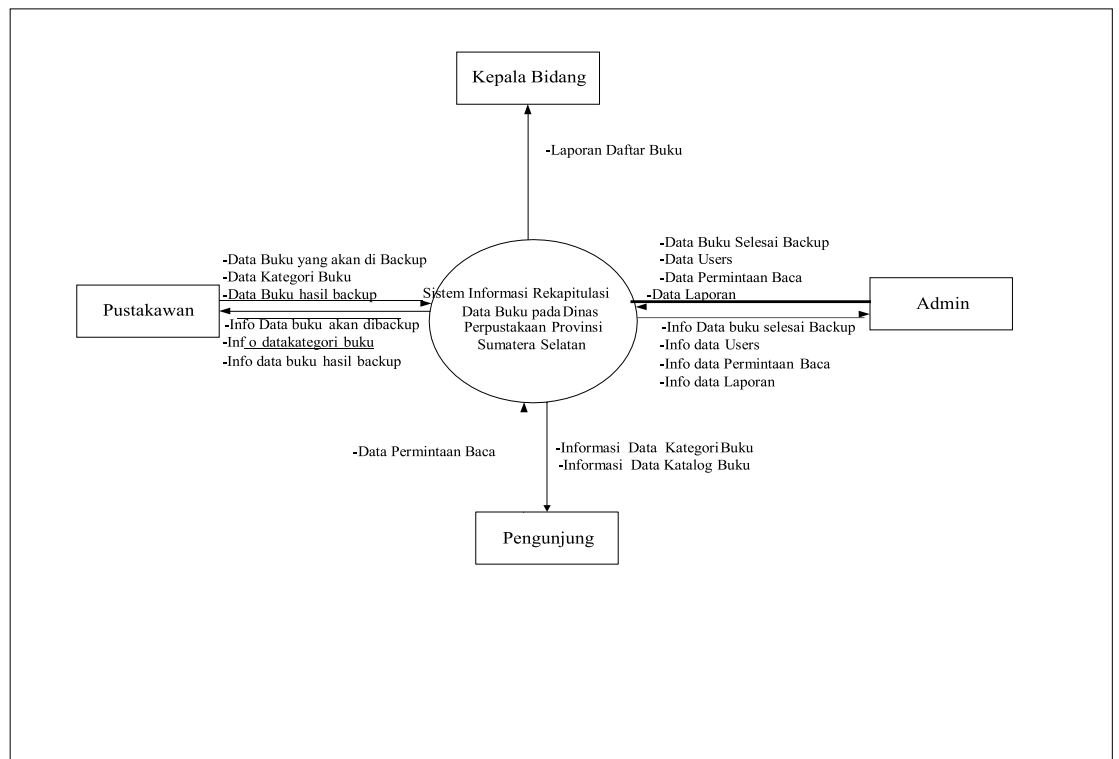 Kepala Bidang
-Laporan Daftar Buku
-Data Buku yang akan di Backup
-Data Kategori Buku
-Data Buku hasil backup
Pustakawan
-Info Data buku akan dibackup
-Inf o datakategori buku
-Info data buku hasil backup
Sistem Informasi Rekapitulasi
Data Buku pada Dinas
Perpustakaan Provinsi
Sumatera Selatan
-Data Buku Selesai Backup
-Data Users
-Data Permintaan Baca
-Data Laporan
Admin
-Info Data buku selesai Backup
-Info data Users
-Info data Permintaan Baca
-Info data Laporan
-Data Permintaan Baca
-Informasi Data Kategori Buku
-Informasi Data Katalog Buku
Pengunjung